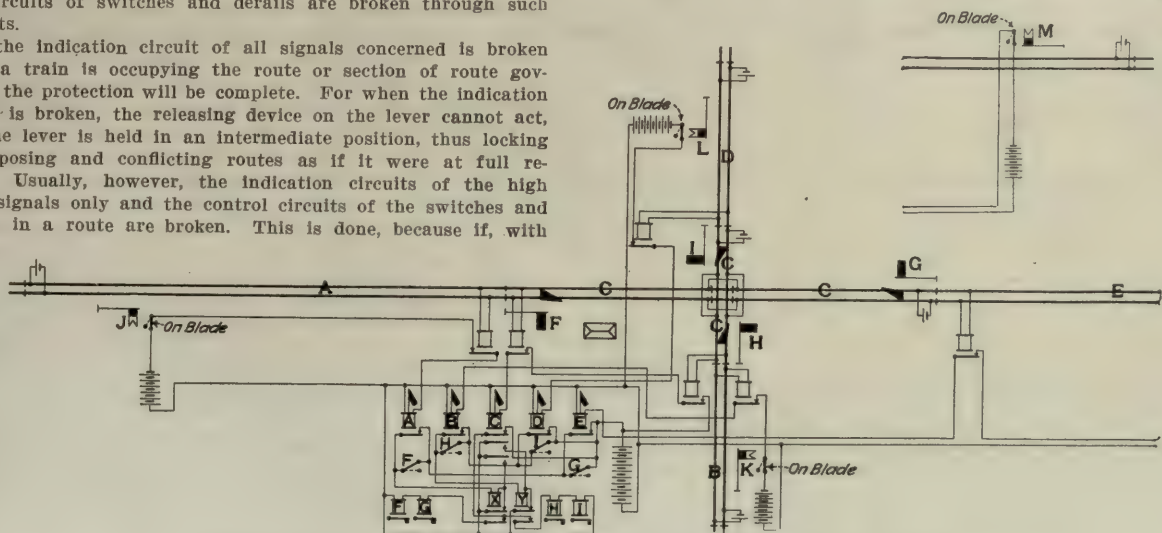 rcuits of switches and derails are broken through such
ts.
the indication circuit of all signals concerned is broken
a train is occupying the route or section of route gov-
the protection will be complete. For when the indication
is broken, the releasing device on the lever cannot act,
ne lever is held in an intermediate position, thus locking
posing and conflicting routes as if it were at full re-
Usually, however, the indication circuits of the high
signals only and the control circuits of the switches and
in a route are broken. This is done, because if, with
On Blade
M
On Blade
L
D
I
C
G
A
C
C
E
J
On Blade
F
C
H
A
B
C
D
E
H
I
F
G
B
K
On Blade
X
Y
F
G
H
I